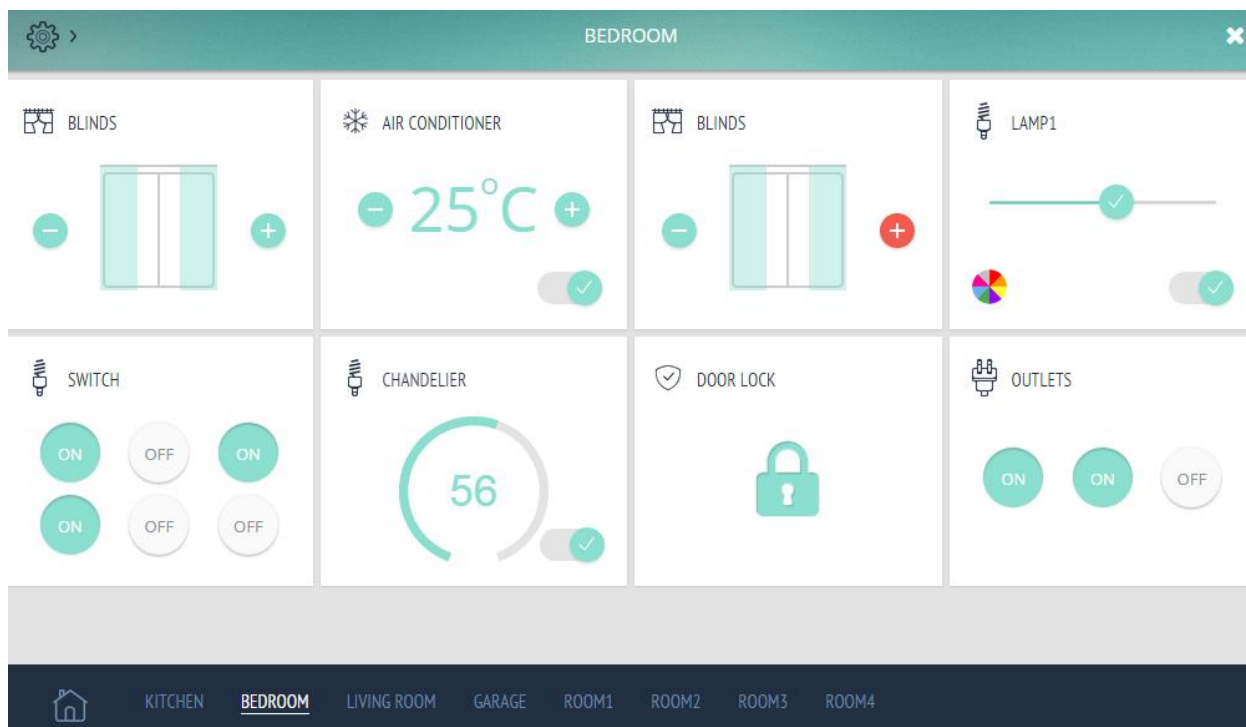 BEDROOM
BLINDS
AIR CONDITIONER
25°C
BLINDS
LAMP1
SWITCH
ON OFF ON
ON OFF OFF
CHANDELIER
56
DOOR LOCK
OUTLETS
ON ON OFF
KITCHEN BEDROOM LIVING ROOM GARAGE ROOM1 ROOM2 ROOM3 ROOM4